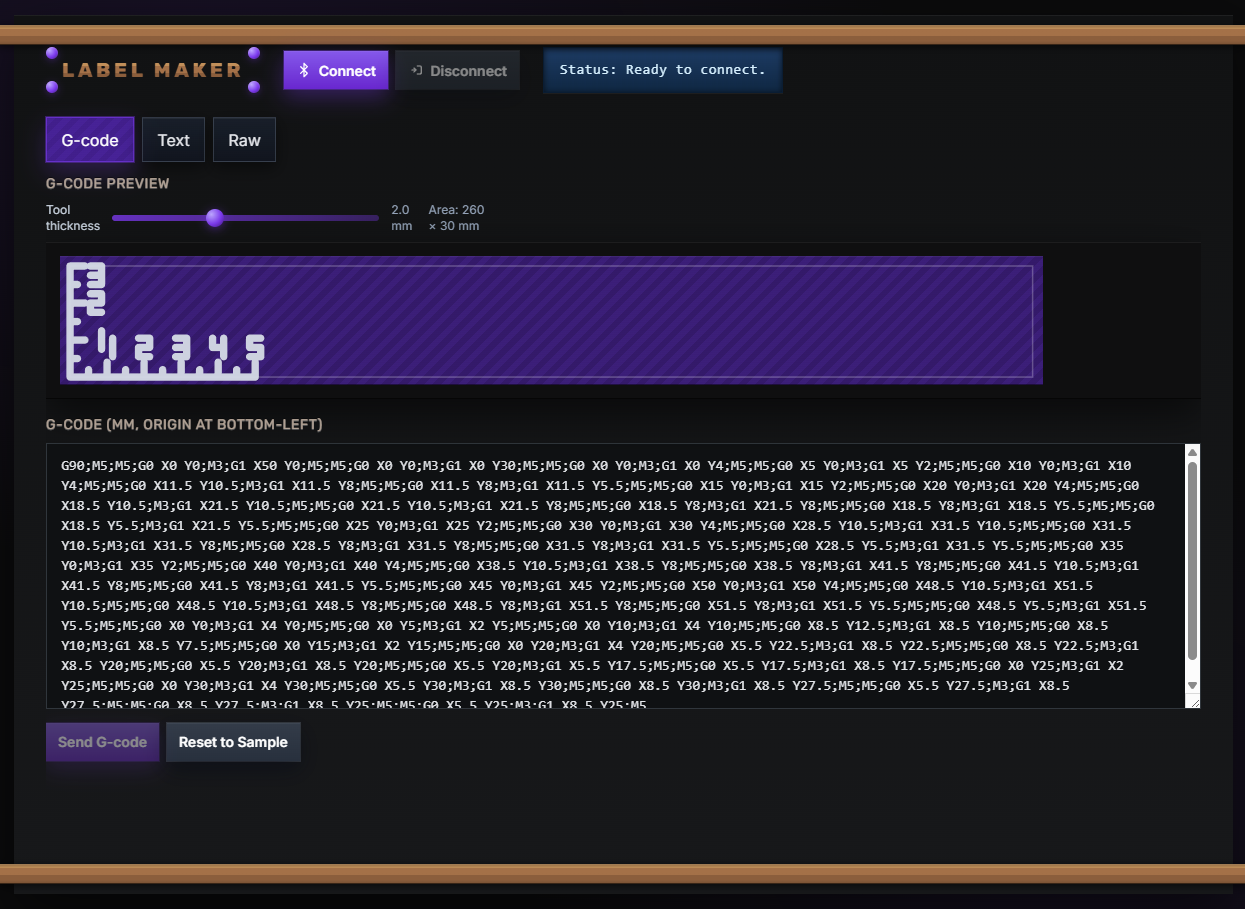 LABEL MAKER
Connect
Disconnect
Status: Ready to connect.
G-code
Text
Raw
G-CODE PREVIEW
Tool
thickness
2.0
mm
Area: 260
× 30 mm
3
2
1
1 2 3 4 5
G-CODE (MM, ORIGIN AT BOTTOM-LEFT)
G90;M5;M5;G0 X0 Y0;M3;G1 X50 Y0;M5;M5;G0 X0 Y0;M3;G1 X0 Y30;M5;M5;G0 X0 Y0;M3;G1 X0 Y4;M5;M5;G0 X5 Y0;M3;G1 X5 Y2;M5;M5;G0 X10 Y0;M3;G1 X10
Y4;M5;M5;G0 X11.5 Y10.5;M3;G1 X11.5 Y8;M5;M5;G0 X11.5 Y8;M3;G1 X11.5 Y5.5;M5;M5;G0 X15 Y0;M3;G1 X15 Y2;M5;M5;G0 X20 Y0;M3;G1 X20 Y4;M5;M5;G0
X18.5 Y10.5;M3;G1 X21.5 Y10.5;M5;M5;G0 X21.5 Y10.5;M3;G1 X21.5 Y8;M5;M5;G0 X18.5 Y8;M3;G1 X21.5 Y8;M5;M5;G0 X18.5 Y8;M3;G1 X18.5 Y5.5;M5;M5;G0
X18.5 Y5.5;M3;G1 X21.5 Y5.5;M5;M5;G0 X25 Y0;M3;G1 X25 Y2;M5;M5;G0 X30 Y0;M3;G1 X30 Y4;M5;M5;G0 X28.5 Y10.5;M3;G1 X31.5 Y10.5;M5;M5;G0 X31.5
Y10.5;M3;G1 X31.5 Y8;M5;M5;G0 X28.5 Y8;M3;G1 X31.5 Y8;M5;M5;G0 X31.5 Y8;M3;G1 X31.5 Y5.5;M5;M5;G0 X28.5 Y5.5;M3;G1 X31.5 Y5.5;M5;M5;G0 X35
Y0;M3;G1 X35 Y2;M5;M5;G0 X40 Y0;M3;G1 X40 Y4;M5;M5;G0 X38.5 Y10.5;M3;G1 X38.5 Y8;M5;M5;G0 X38.5 Y8;M3;G1 X41.5 Y8;M5;M5;G0 X41.5 Y10.5;M3;G1
X41.5 Y8;M5;M5;G0 X41.5 Y8;M3;G1 X41.5 Y5.5;M5;M5;G0 X45 Y0;M3;G1 X45 Y2;M5;M5;G0 X50 Y0;M3;G1 X50 Y4;M5;M5;G0 X48.5 Y10.5;M3;G1 X51.5
Y10.5;M5;M5;G0 X48.5 Y10.5;M3;G1 X48.5 Y8;M5;M5;G0 X48.5 Y8;M3;G1 X51.5 Y8;M5;M5;G0 X51.5 Y8;M3;G1 X51.5 Y5.5;M5;M5;G0 X48.5 Y5.5;M3;G1 X51.5
Y5.5;M5;M5;G0 X0 Y0;M3;G1 X4 Y0;M5;M5;G0 X0 Y5;M3;G1 X2 Y5;M5;M5;G0 X0 Y10;M3;G1 X4 Y10;M5;M5;G0 X8.5 Y12.5;M3;G1 X8.5 Y10;M5;M5;G0 X8.5
Y10;M3;G1 X8.5 Y7.5;M5;M5;G0 X0 Y15;M3;G1 X2 Y15;M5;M5;G0 X0 Y20;M3;G1 X4 Y20;M5;M5;G0 X5.5 Y22.5;M3;G1 X8.5 Y22.5;M5;M5;G0 X8.5 Y22.5;M3;G1
X8.5 Y20;M5;M5;G0 X5.5 Y20;M3;G1 X8.5 Y20;M5;M5;G0 X5.5 Y20;M3;G1 X5.5 Y17.5;M5;M5;G0 X5.5 Y17.5;M3;G1 X8.5 Y17.5;M5;M5;G0 X0 Y25;M3;G1 X2
Y25;M5;M5;G0 X0 Y30;M3;G1 X4 Y30;M5;M5;G0 X5.5 Y30;M3;G1 X8.5 Y30;M5;M5;G0 X8.5 Y30;M3;G1 X8.5 Y27.5;M5;M5;G0 X5.5 Y27.5;M3;G1 X8.5
Y27.5;M5;M5;G0 X8.5 Y27.5;M3;G1 X8.5 Y25;M5;M5;G0 X5.5 Y25;M3;G1 X8.5 Y25;M5
Send G-code
Reset to Sample